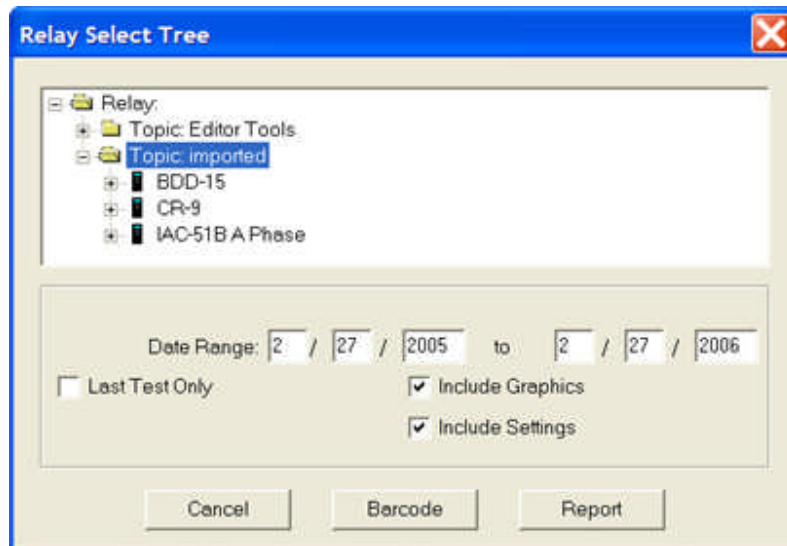 Relay Select Tree
Relay:
Topic: Editor Tools
Topic: imported
BDD-15
CR-9
IAC-51B A Phase
Date Range: 2 / 27 / 2005 to 2 / 27 / 2006
Last Test Only Include Graphics
Include Settings
Cancel Barcode Report